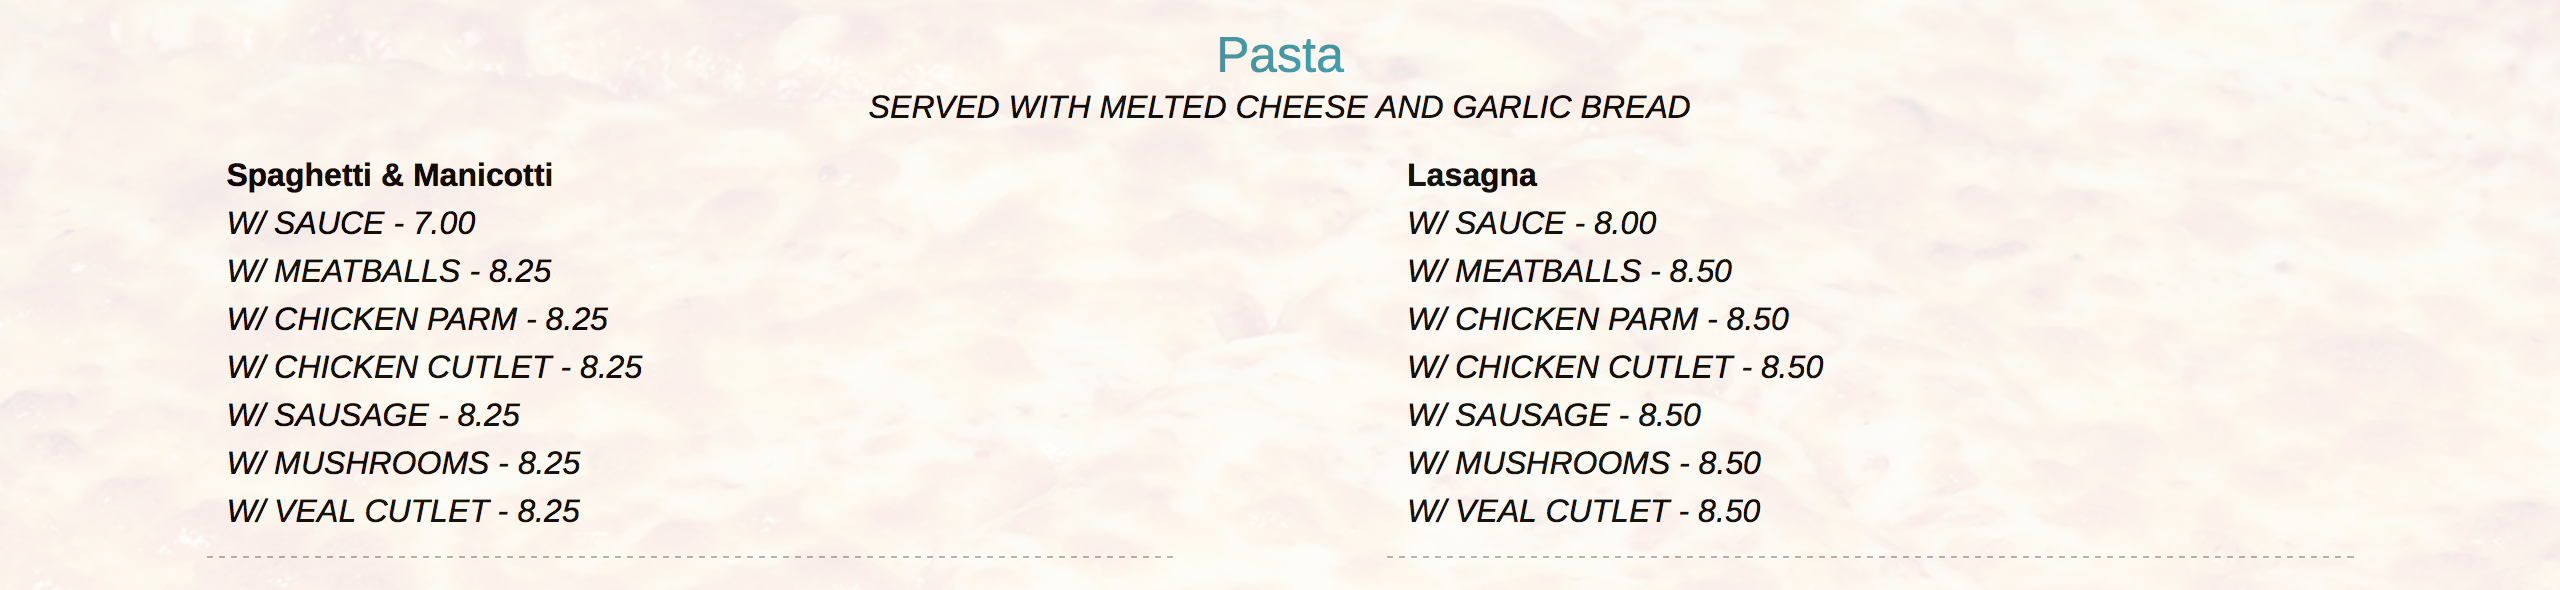 Pasta
SERVED WITH MELTED CHEESE AND GARLIC BREAD
Spaghetti & Manicotti
W/ SAUCE - 7.00
W/ MEATBALLS - 8.25
W/ CHICKEN PARM - 8.25
W/ CHICKEN CUTLET - 8.25
W/ SAUSAGE - 8.25
W/ MUSHROOMS - 8.25
W/ VEAL CUTLET - 8.25
Lasagna
W/ SAUCE - 8.00
W/ MEATBALLS - 8.50
W/ CHICKEN PARM - 8.50
W/ CHICKEN CUTLET - 8.50
W/ SAUSAGE - 8.50
W/ MUSHROOMS - 8.50
W/ VEAL CUTLET - 8.50